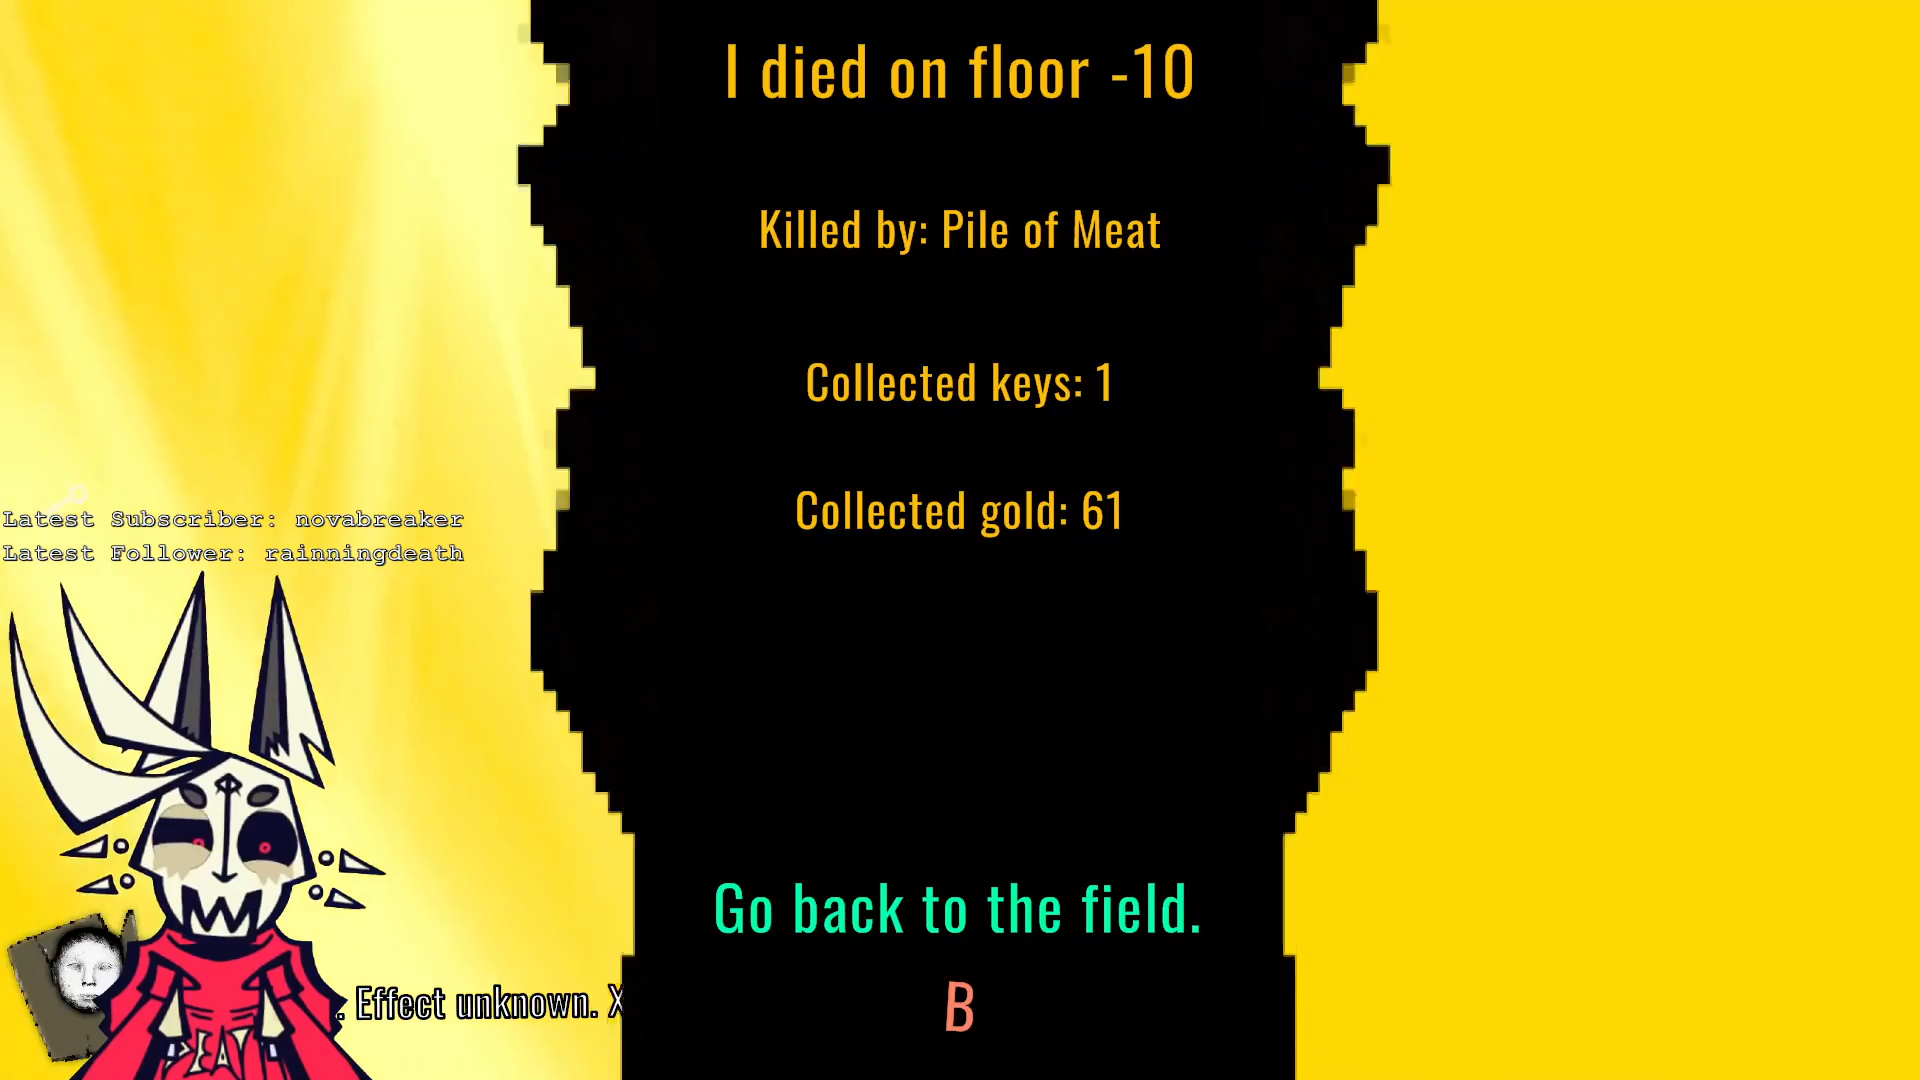 I died on floor -10
Killed by: Pile of Meat
Collected keys: 1
Collected gold: 61
Latest Subscriber: novabreaker
Latest Follower: rainningdeath
. Effect unknown. X
Go back to the field.
B